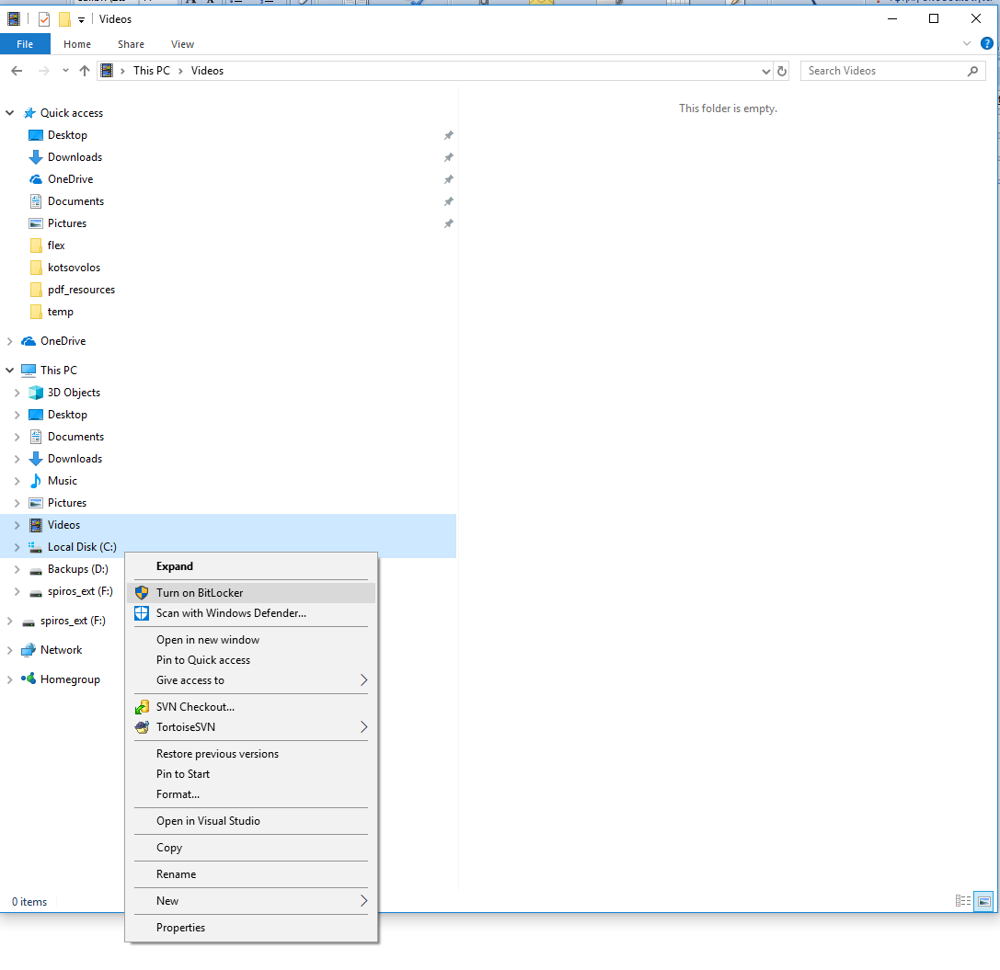 Videos
File Home Share View
This PC Videos
Search Videos
Quick access
Desktop
Downloads
OneDrive
Documents
Pictures
flex
kotsovolos
pdf_resources
temp
OneDrive
This PC
3D Objects
Desktop
Documents
Downloads
Music
Pictures
Videos
Local Disk (C:)
Backups (D:)
spiros_ext (F:)
spiros_ext (F:)
Network
Homegroup
This folder is empty.
Expand
Turn on BitLocker
Scan with Windows Defender...
Open in new window
Pin to Quick access
Give access to
SVN Checkout...
TortoiseSVN
Restore previous versions
Pin to Start
Format...
Open in Visual Studio
Copy
Rename
New
Properties
0 items